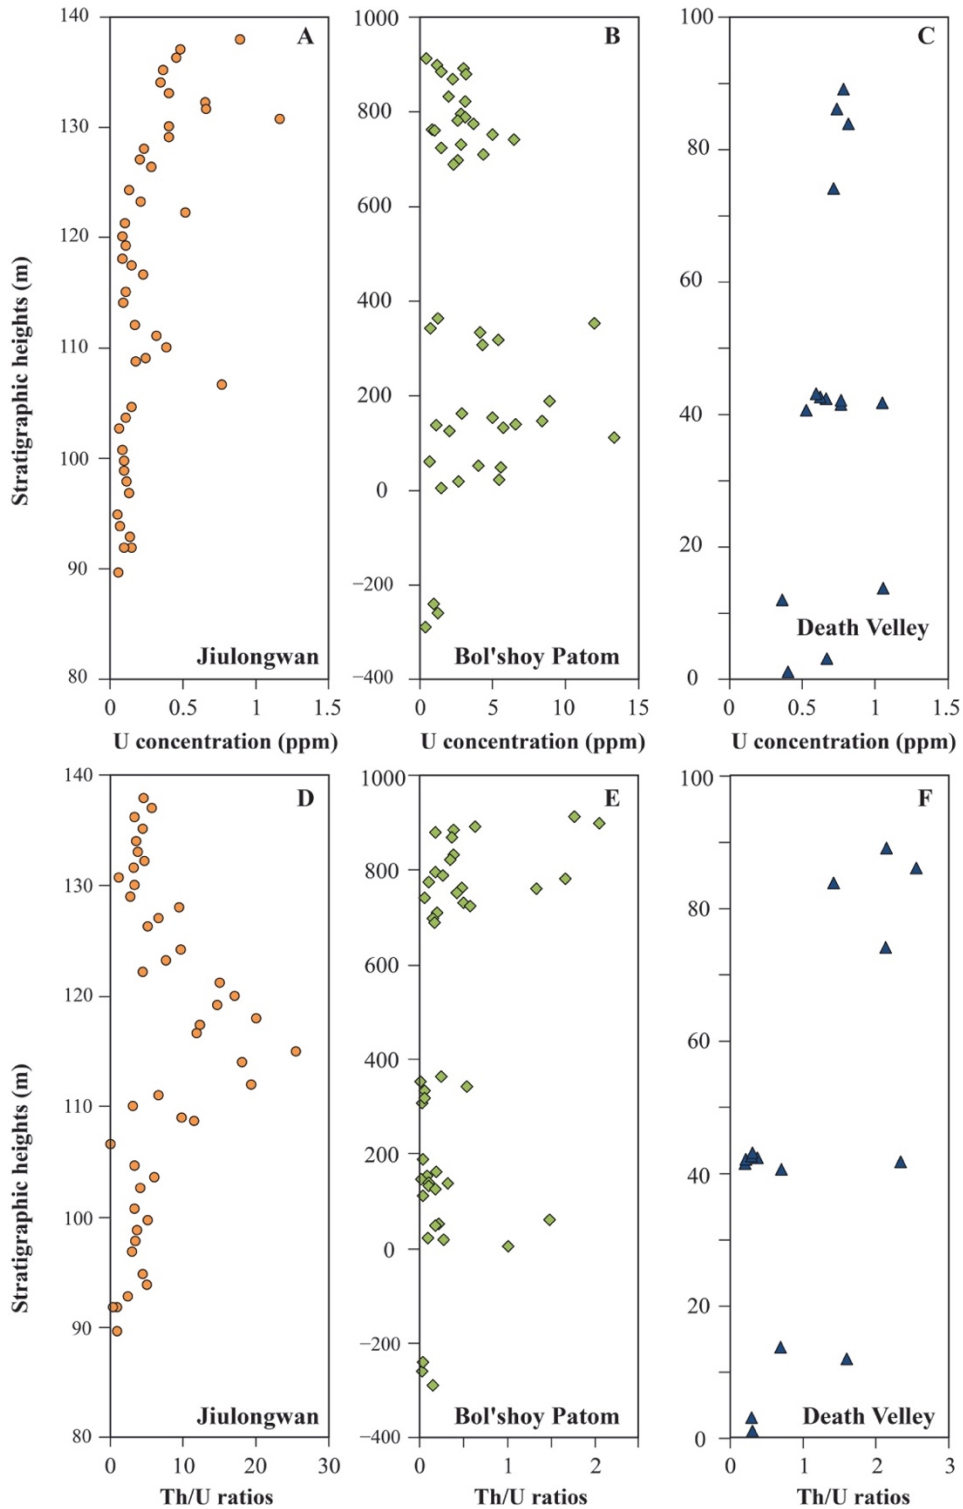 A
B
C
140
130
120
110
100
90
80
1000
800
600
400
200
0
−200
−400
100
80
60
40
20
0
Stratigraphic heights (m)
Jiulongwan
Bol'shoy Patom
Death Velley
0 0.5 1 1.5
0 5 10 15
0 0.5 1 1.5
U concentration (ppm)
U concentration (ppm)
U concentration (ppm)
D
E
F
140
130
120
110
100
90
80
1000
800
600
400
200
0
−200
−400
100
80
60
40
20
0
Stratigraphic heights (m)
Jiulongwan
Bol'shoy Patom
Death Velley
0 10 20 30
0 1 2
0 1 2 3
Th/U ratios
Th/U ratios
Th/U ratios